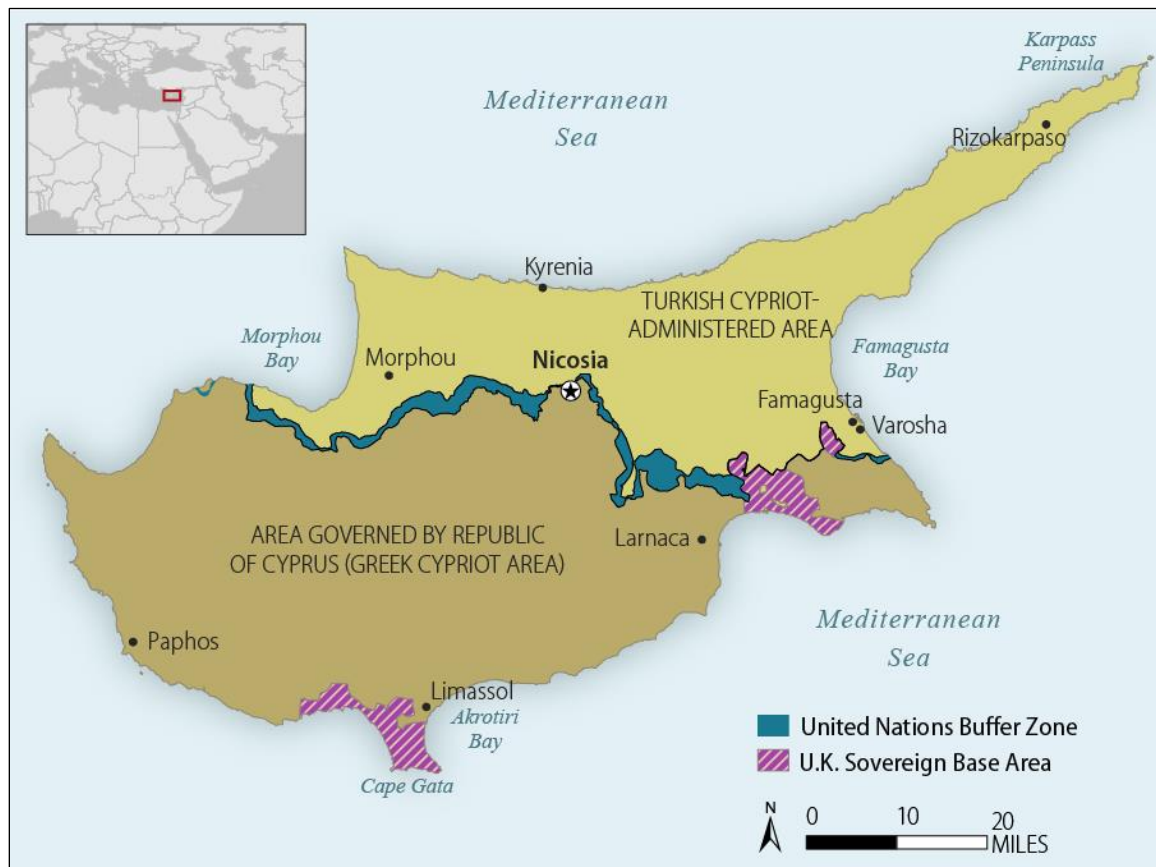 Karpass
Peninsula
Mediterranean
Sea
Rizokarpaso
Kyrenia
TURKISH CYPRIOT-
ADMINISTERED AREA
Morphou
Bay
Famagusta
Bay
Morphou
Nicosia
Famagusta
Varosha
AREA GOVERNED BY REPUBLIC
OF CYPRUS (GREEK CYPRIOT AREA)
Larnaca
Mediterranean
Sea
Paphos
Limassol
Akrotiri
Bay
Cape Gata
United Nations Buffer Zone
U.K. Sovereign Base Area
N
0 10 20
MILES